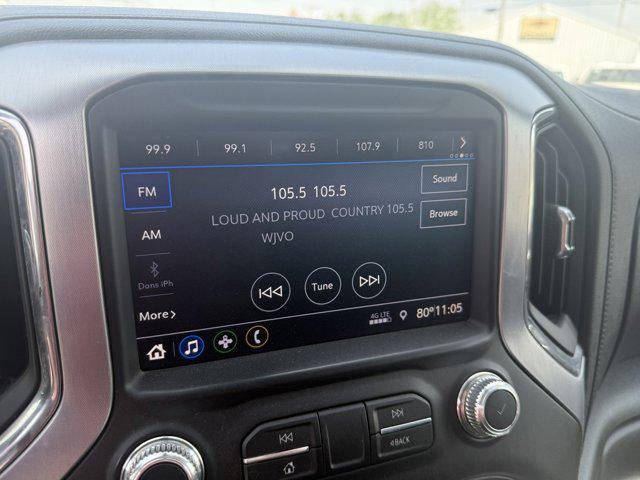 99.9 99.1 92.5 107.9 810
FM
105.5 105.5
Sound
LOUD AND PROUD COUNTRY 105.5
Browse
AM
WJVO
Dons iPh
Tune
More
4G LTE
80° 11:05
BACK